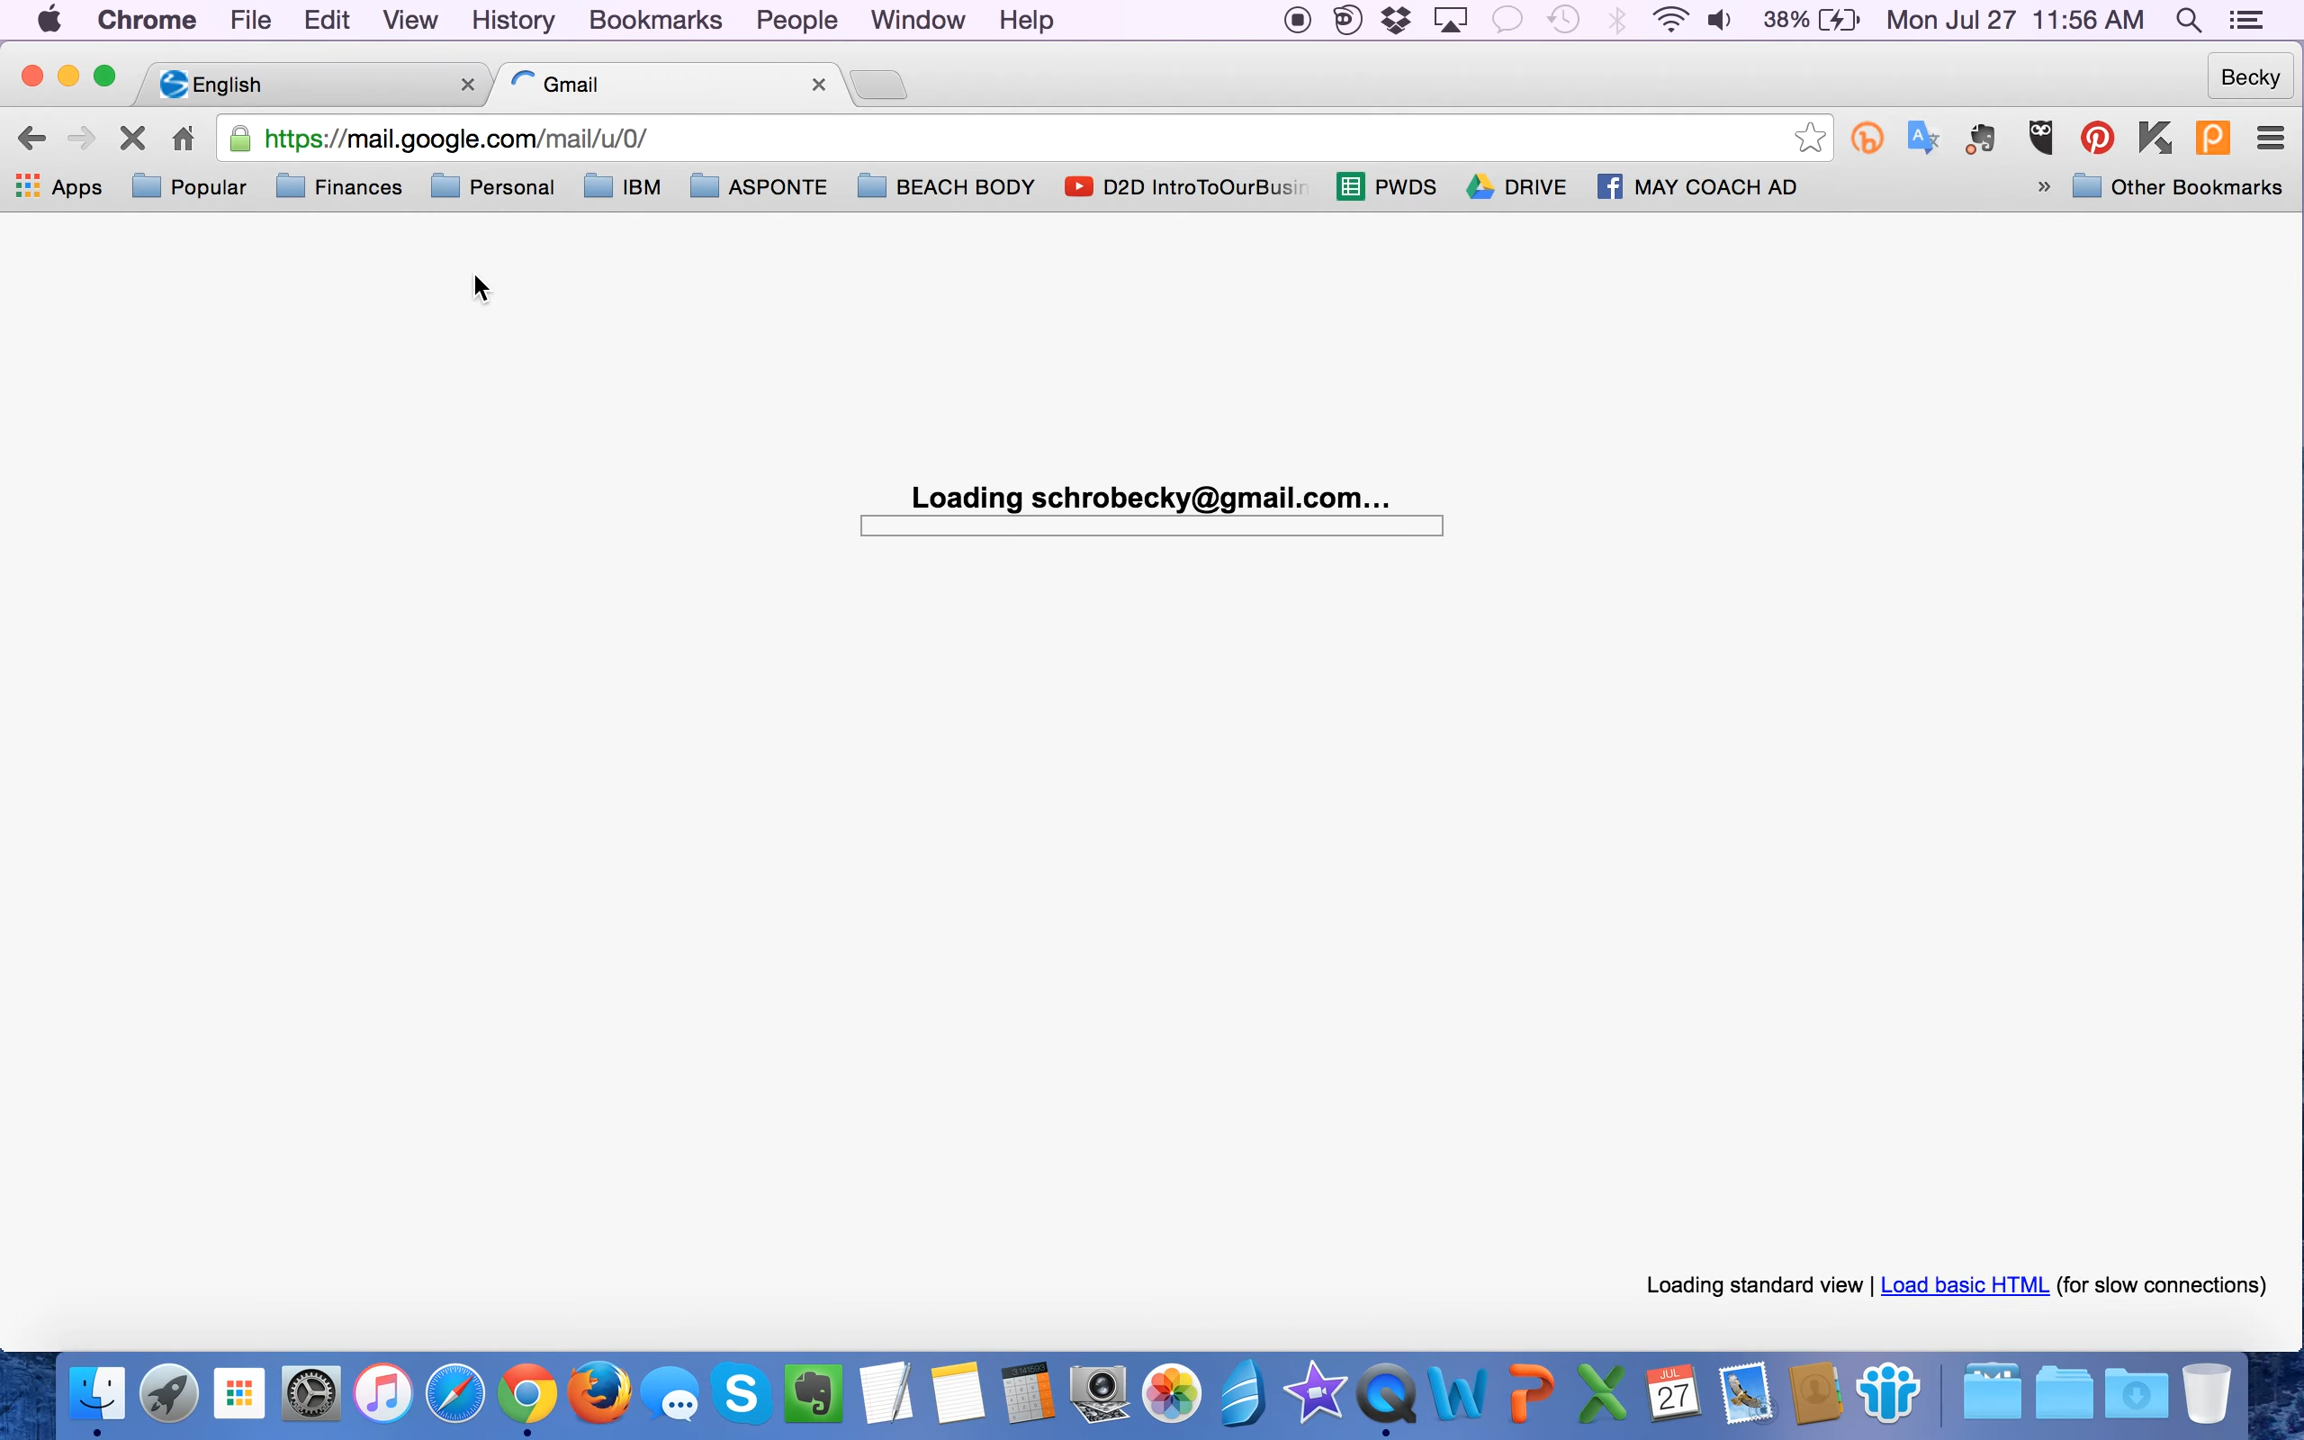 Chrome File Edit View History Bookmarks People Window Help 38% Mon Jul 27 11:56 AM
English Gmail Becky
https://mail.google.com/mail/u/0/
Apps Popular Finances Personal IBM ASPONTE BEACH BODY D2D IntroToOurBusin PWDS DRIVE MAY COACH AD » Other Bookmarks
Loading schrobecky@gmail.com...
Loading standard view | Load basic HTML (for slow connections)
JUL
27